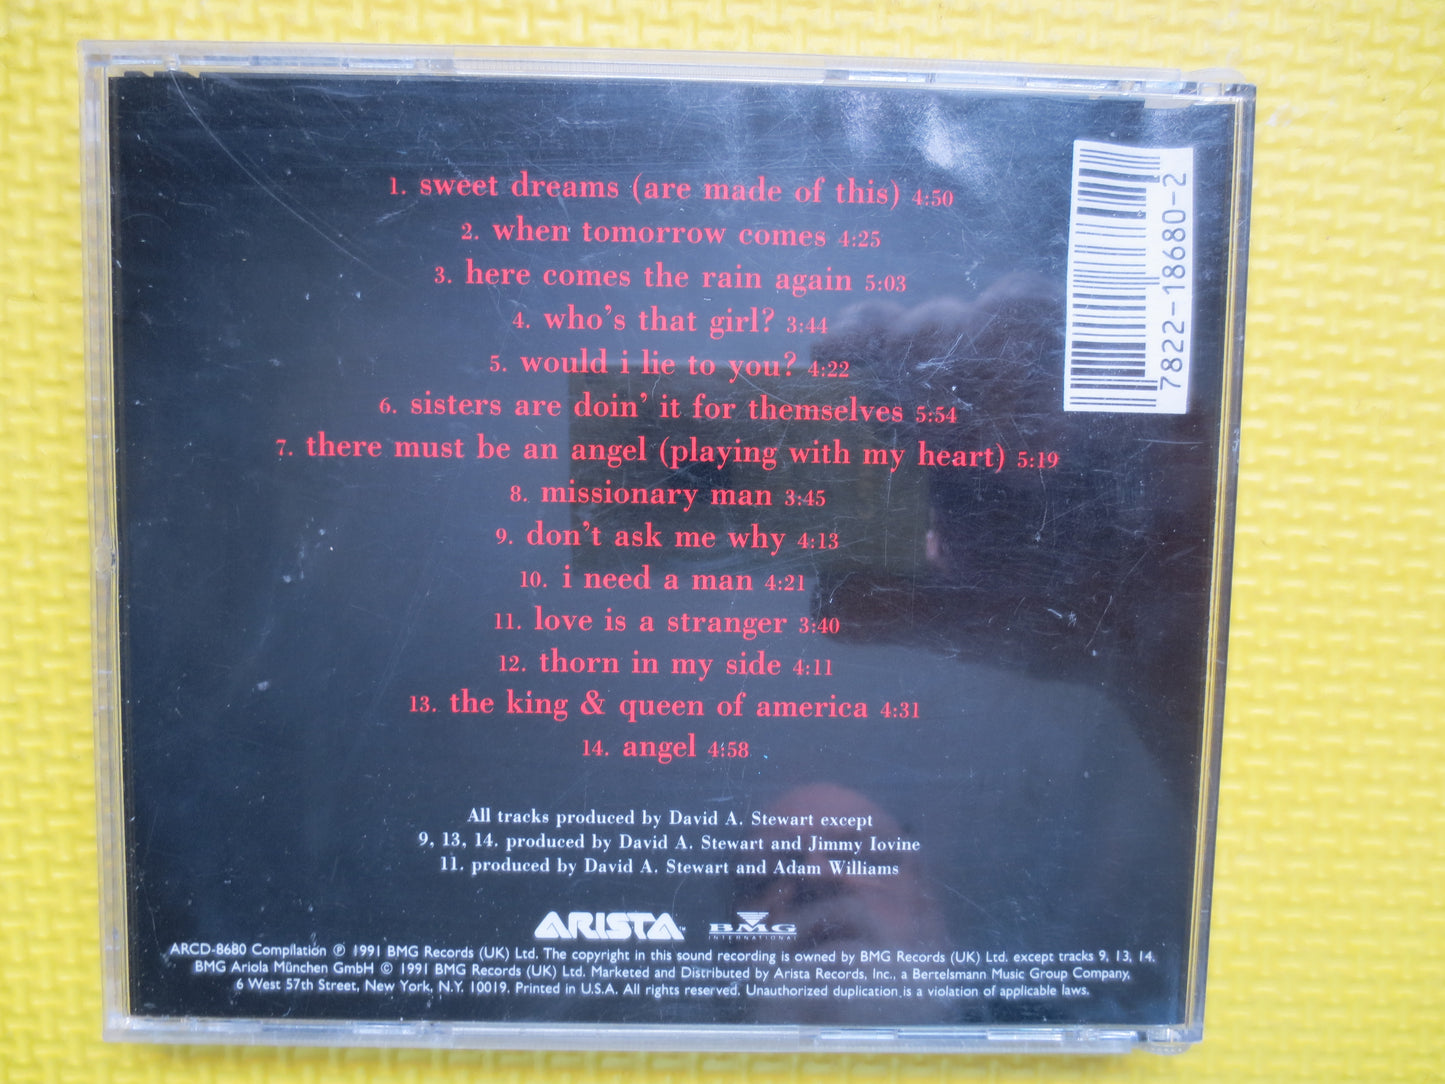 1. sweet dreams (are made of this) 4:50
2. when tomorrow comes 4:25
3. here comes the rain again 5:03
4. who's that girl? 3:44
5. would i lie to you? 4:22
6. sisters are doin' it for themselves 5:54
7. there must be an angel (playing with my heart) 5:19
8. missionary man 3:45
9. don't ask me why 4:13
10. i need a man 4:21
11. love is a stranger 3:40
12. thorn in my side 4:11
13. the king & queen of america 4:31
14. angel 4:58
7822-18680-2
All tracks produced by David A. Stewart except
9, 13, 14. produced by David A. Stewart and Jimmy Iovine
11. produced by David A. Stewart and Adam Williams
ARISTA™ BMG
INTERNATIONAL
ARCD-8680 Compilation ℗ 1991 BMG Records (UK) Ltd. The copyright in this sound recording is owned by BMG Records (UK) Ltd. except tracks 9, 13, 14.
BMG Ariola München GmbH © 1991 BMG Records (UK) Ltd. Marketed and Distributed by Arista Records, Inc., a Bertelsmann Music Group Company,
6 West 57th Street, New York, N.Y. 10019. Printed in U.S.A. All rights reserved. Unauthorized duplication is a violation of applicable laws.